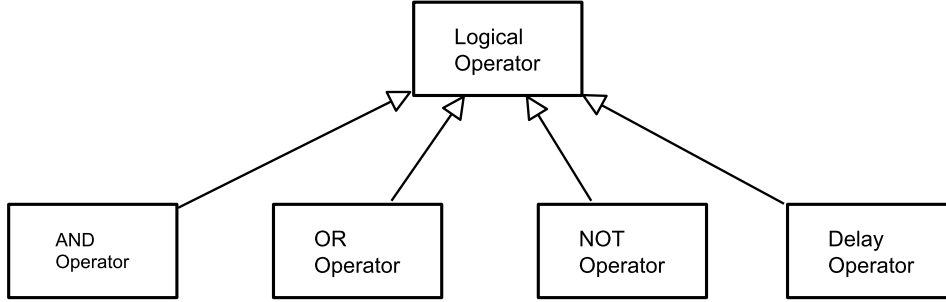 Logical
Operator
AND
Operator
OR
Operator
NOT
Operator
Delay
Operator